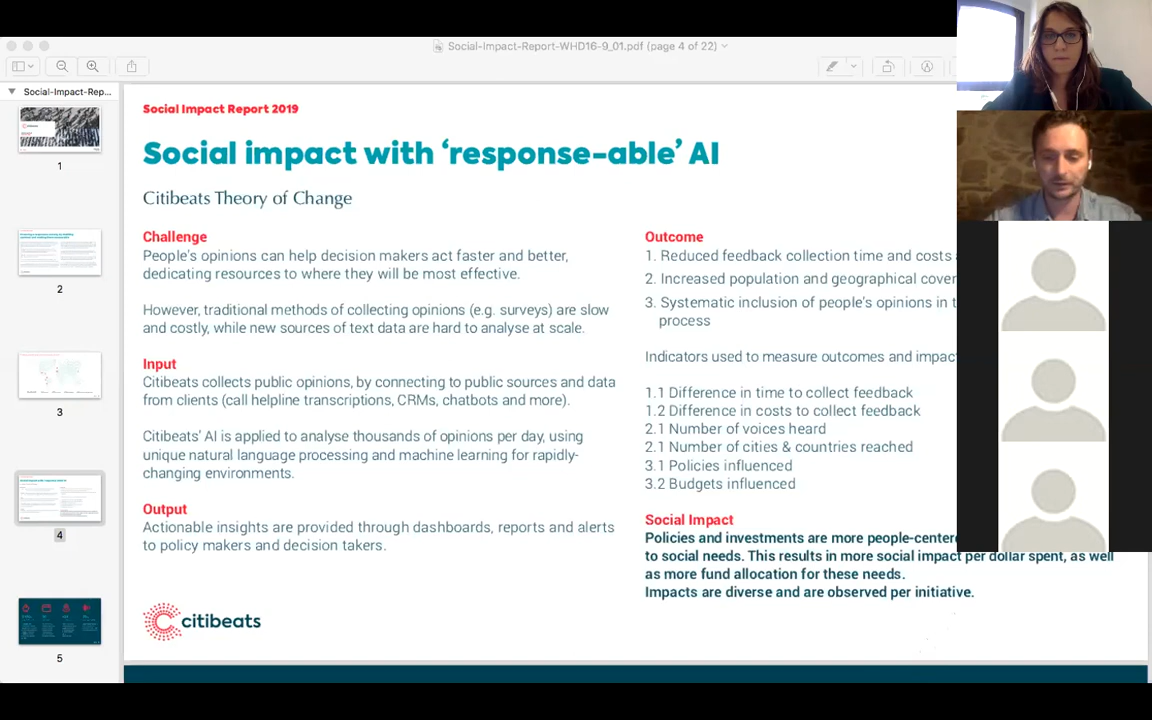 Social-Impact-Report-WHD16-9_01.pdf (page 4 of 22)
Social-Impact-Rep...
1
2
3
4
5
Social Impact Report 2019
Social impact with ‘response-able’ AI
Citibeats Theory of Change
Challenge
People's opinions can help decision makers act faster and better,
dedicating resources to where they will be most effective.
However, traditional methods of collecting opinions (e.g. surveys) are slow
and costly, while new sources of text data are hard to analyse at scale.
Input
Citibeats collects public opinions, by connecting to public sources and data
from clients (call helpline transcriptions, CRMs, chatbots and more).
Citibeats' AI is applied to analyse thousands of opinions per day, using
unique natural language processing and machine learning for rapidly-
changing environments.
Output
Actionable insights are provided through dashboards, reports and alerts
to policy makers and decision takers.
citibeats
Outcome
1. Reduced feedback collection time and costs
2. Increased population and geographical cover
3. Systematic inclusion of people's opinions in t
process
Indicators used to measure outcomes and impac
1.1 Difference in time to collect feedback
1.2 Difference in costs to collect feedback
2.1 Number of voices heard
2.1 Number of cities & countries reached
3.1 Policies influenced
3.2 Budgets influenced
Social Impact
Policies and investments are more people-centere
to social needs. This results in more social impact per dollar spent, as well
as more fund allocation for these needs.
Impacts are diverse and are observed per initiative.